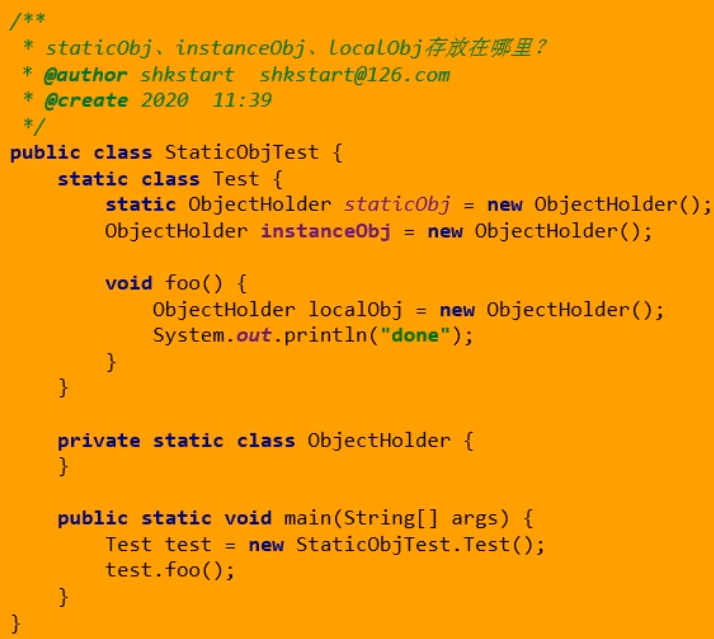 /**
 * staticObj、instanceObj、localObj存放在哪里？
 * @author shkstart  shkstart@126.com
 * @create 2020  11:39
 */
public class StaticObjTest {
    static class Test {
        static ObjectHolder staticObj = new ObjectHolder();
        ObjectHolder instanceObj = new ObjectHolder();

        void foo() {
            ObjectHolder localObj = new ObjectHolder();
            System.out.println("done");
        }
    }

    private static class ObjectHolder {
    }

    public static void main(String[] args) {
        Test test = new StaticObjTest.Test();
        test.foo();
    }
}